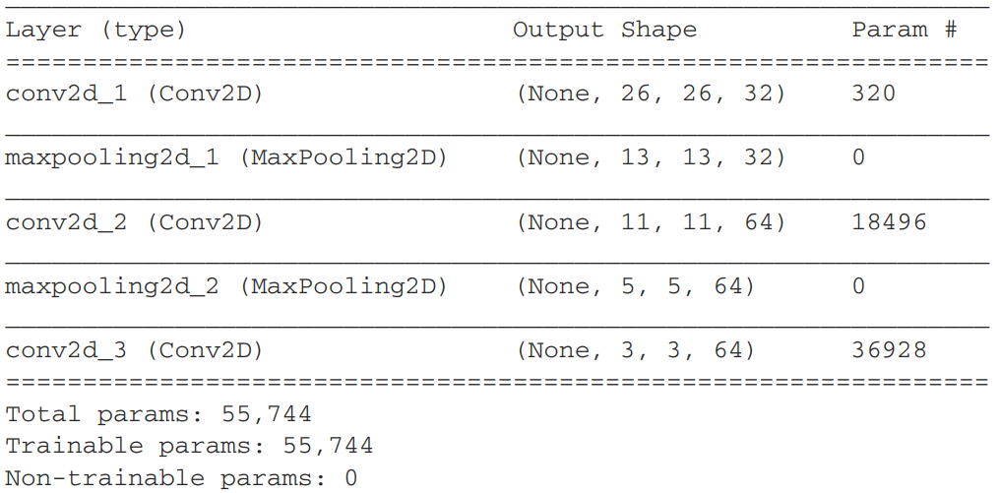 Layer (type) Output Shape Param #
=================================================================
conv2d_1 (Conv2D) (None, 26, 26, 32) 320
_________________________________________________________________
maxpooling2d_1 (MaxPooling2D) (None, 13, 13, 32) 0
_________________________________________________________________
conv2d_2 (Conv2D) (None, 11, 11, 64) 18496
_________________________________________________________________
maxpooling2d_2 (MaxPooling2D) (None, 5, 5, 64) 0
_________________________________________________________________
conv2d_3 (Conv2D) (None, 3, 3, 64) 36928
=================================================================
Total params: 55,744
Trainable params: 55,744
Non-trainable params: 0